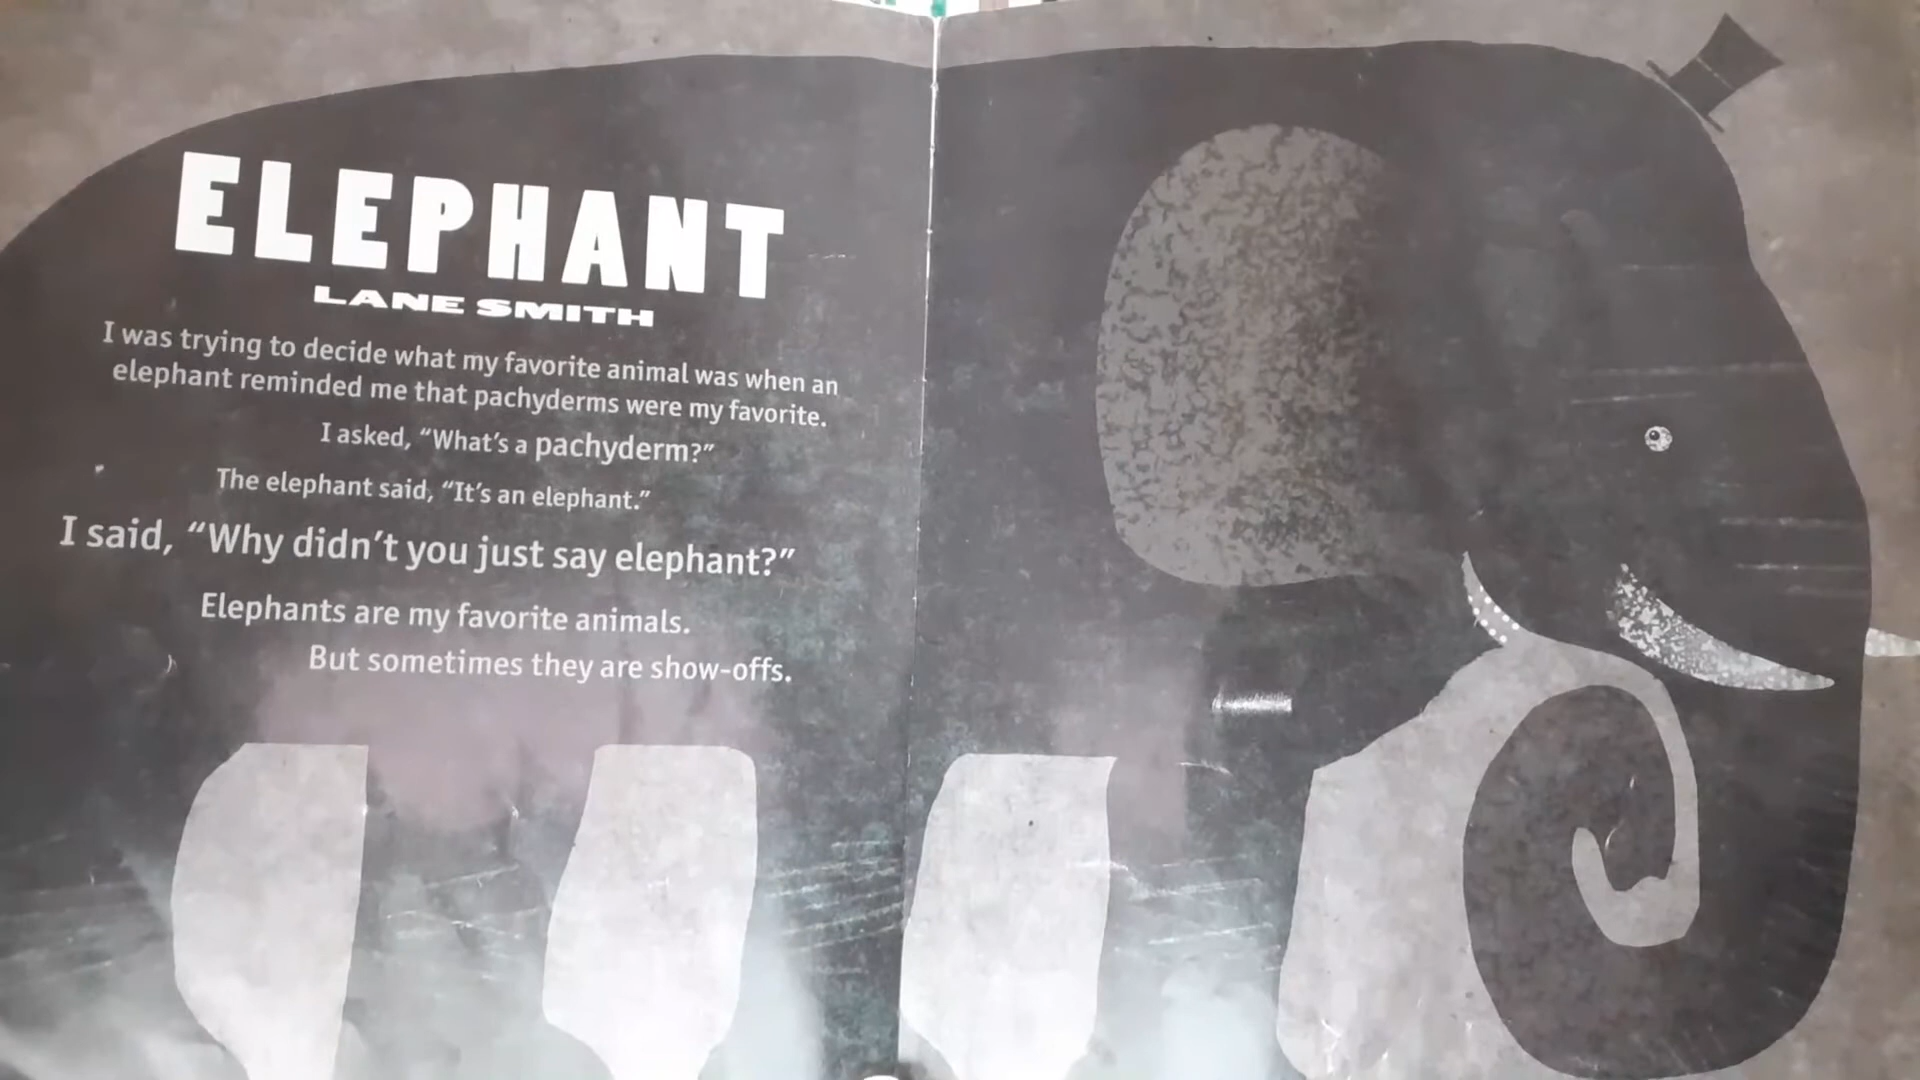 ELEPHANT
LANE SMITH
I was trying to decide what my favorite animal was when an
elephant reminded me that pachyderms were my favorite.
I asked, “What’s a pachyderm?”
The elephant said, “It’s an elephant.”
I said, “Why didn’t you just say elephant?”
Elephants are my favorite animals.
But sometimes they are show-offs.